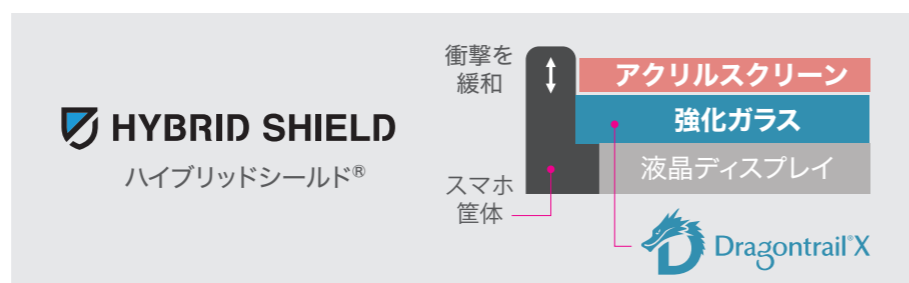 HYBRID SHIELD
ハイブリッドシールド®
衝撃を
緩和
アクリルスクリーン
強化ガラス
液晶ディスプレイ
スマホ
筐体
Dragontrail®X